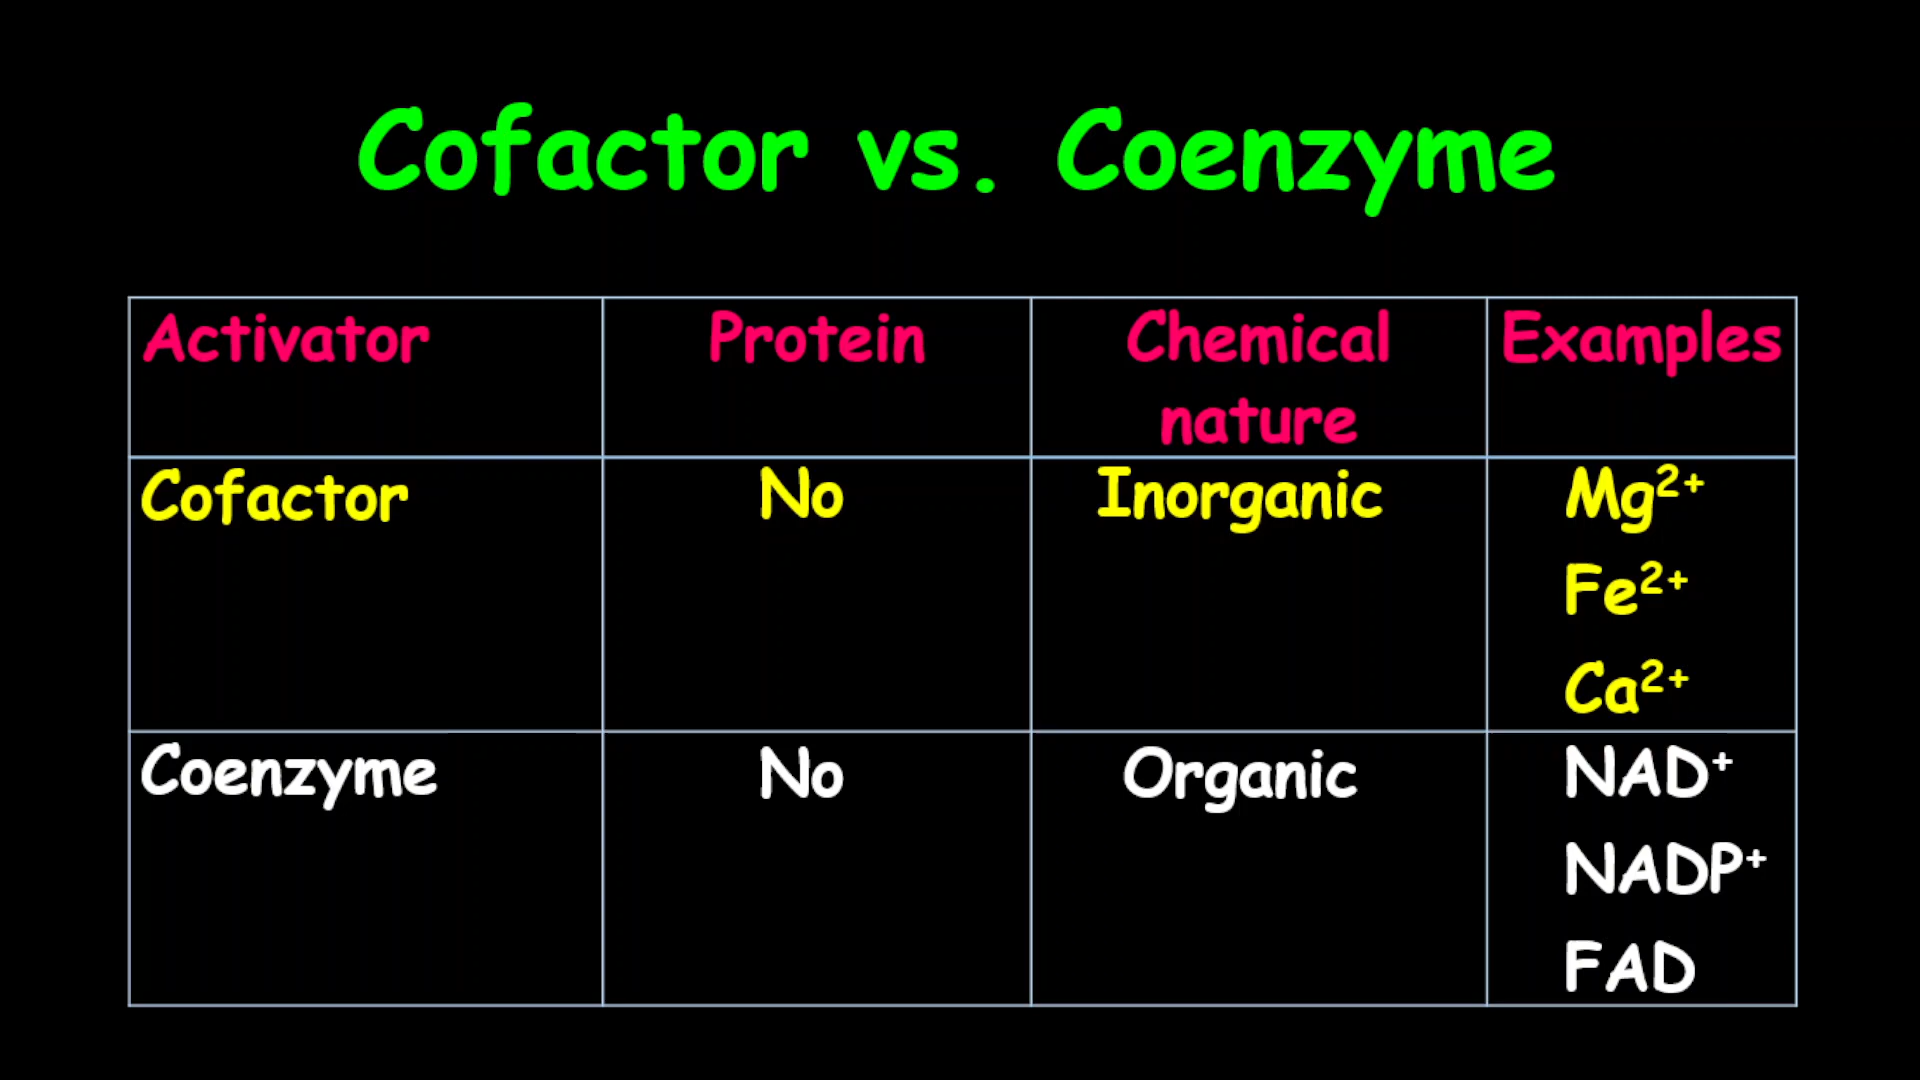 Cofactor vs. Coenzyme
Activator Protein Chemical nature Examples
Cofactor No Inorganic Mg²⁺
Fe²⁺
Ca²⁺
Coenzyme No Organic NAD⁺
NADP⁺
FAD